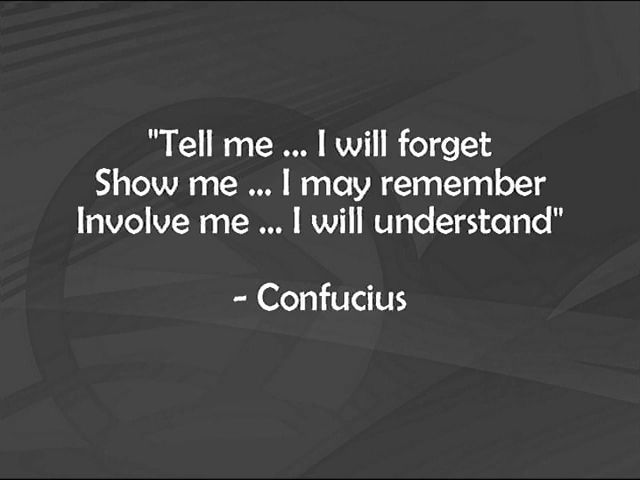 "Tell me ... I will forget
Show me ... I may remember
Involve me ... I will understand"
- Confucius